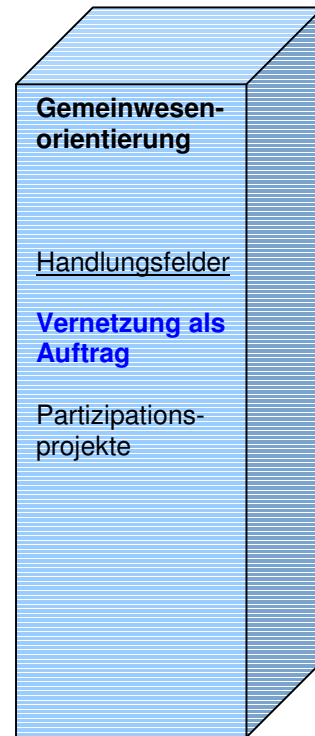 Gemeinwesen-
orientierung
Handlungsfelder
Vernetzung als
Auftrag
Partizipations-
projekte